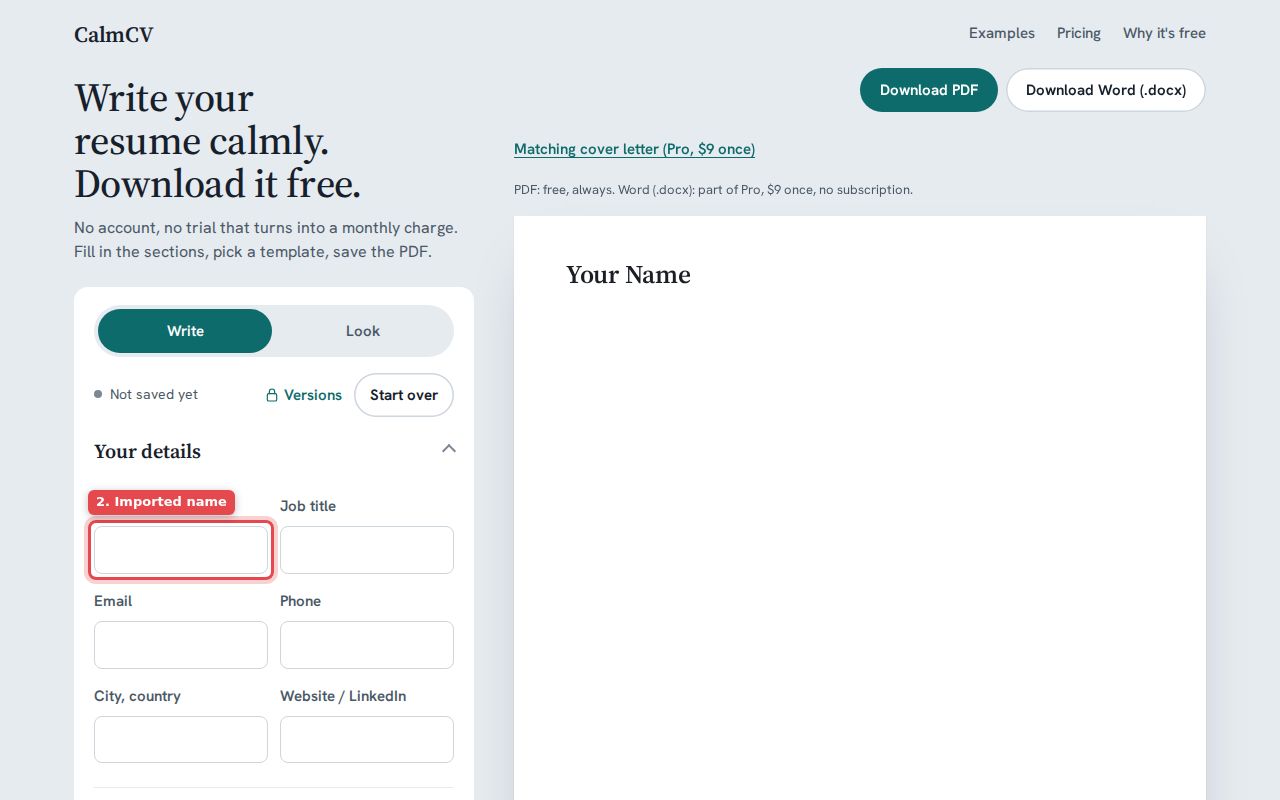 CalmCV
Examples
Pricing
Why it's free
Write your
resume calmly.
Download it free.
No account, no trial that turns into a monthly charge.
Fill in the sections, pick a template, save the PDF.
Write
Look
Not saved yet
Versions
Start over
Your details
2. Imported name
Job title
Email
Phone
City, country
Website / LinkedIn
Download PDF
Download Word (.docx)
Matching cover letter (Pro, $9 once)
PDF: free, always. Word (.docx): part of Pro, $9 once, no subscription.
Your Name